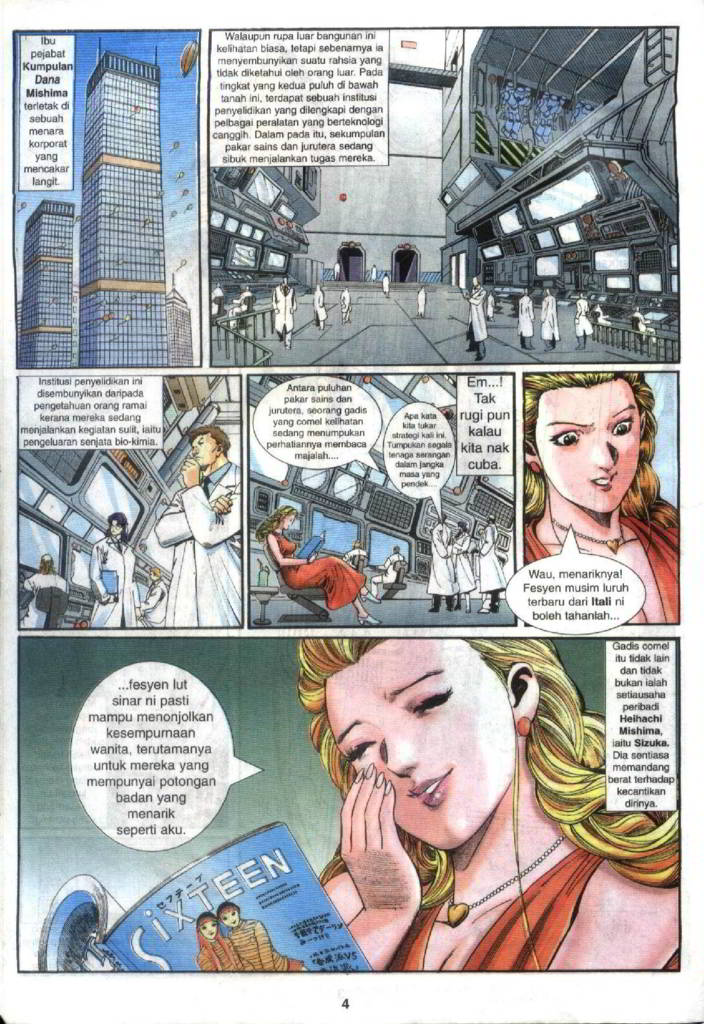 Ibu
pejabat
Kumpulan
Dana
Mishima
terletak di
sebuah
menara
korporat
yang
mencakar
langit.
Walaupun rupa luar bangunan ini
kelihatan biasa, tetapi sebenarnya ia
menyembunyikan suatu rahsia yang
tidak diketahui oleh orang luar. Pada
tingkat yang kedua puluh di bawah
tanah ini, terdapat sebuah institusi
penyelidikan yang dilengkapi dengan
pelbagai peralatan yang berteknologi
canggih. Dalam pada itu, sekumpulan
pakar sains dan jurutera sedang
sibuk menjalankan tugas mereka.
Institusi penyelidikan ini
disembunyikan daripada
pengetahuan orang ramai
kerana mereka sedang
menjalankan kegiatan sulit, iaitu
pengeluaran senjata bio-kimia.
Antara puluhan
pakar sains dan
jurutera, seorang gadis
yang comel kelihatan
sedang menumpukan
perhatiannya membaca
majalah....
Apa kata
kita tukar
strategi kali ini.
Tumpukan segala
tenaga serangan
dalam jangka
masa yang
pendek...
Em...!
Tak
rugi pun
kalau
kita nak
cuba.
Wau, menariknya!
Fesyen musim luruh
terbaru dari Itali ni
boleh tahanlah...
...fesyen lut
sinar ni pasti
mampu menonjolkan
kesempurnaan
wanita, terutamanya
untuk mereka yang
mempunyai potongan
badan yang
menarik
seperti aku.
Gadis comel
itu tidak lain
dan tidak
bukan ialah
setiausaha
peribadi
Heihachi
Mishima,
iaitu Sizuka.
Dia sentiasa
memandang
berat terhadap
kecantikan
dirinya.
セブンティーン
SIXTEEN
4